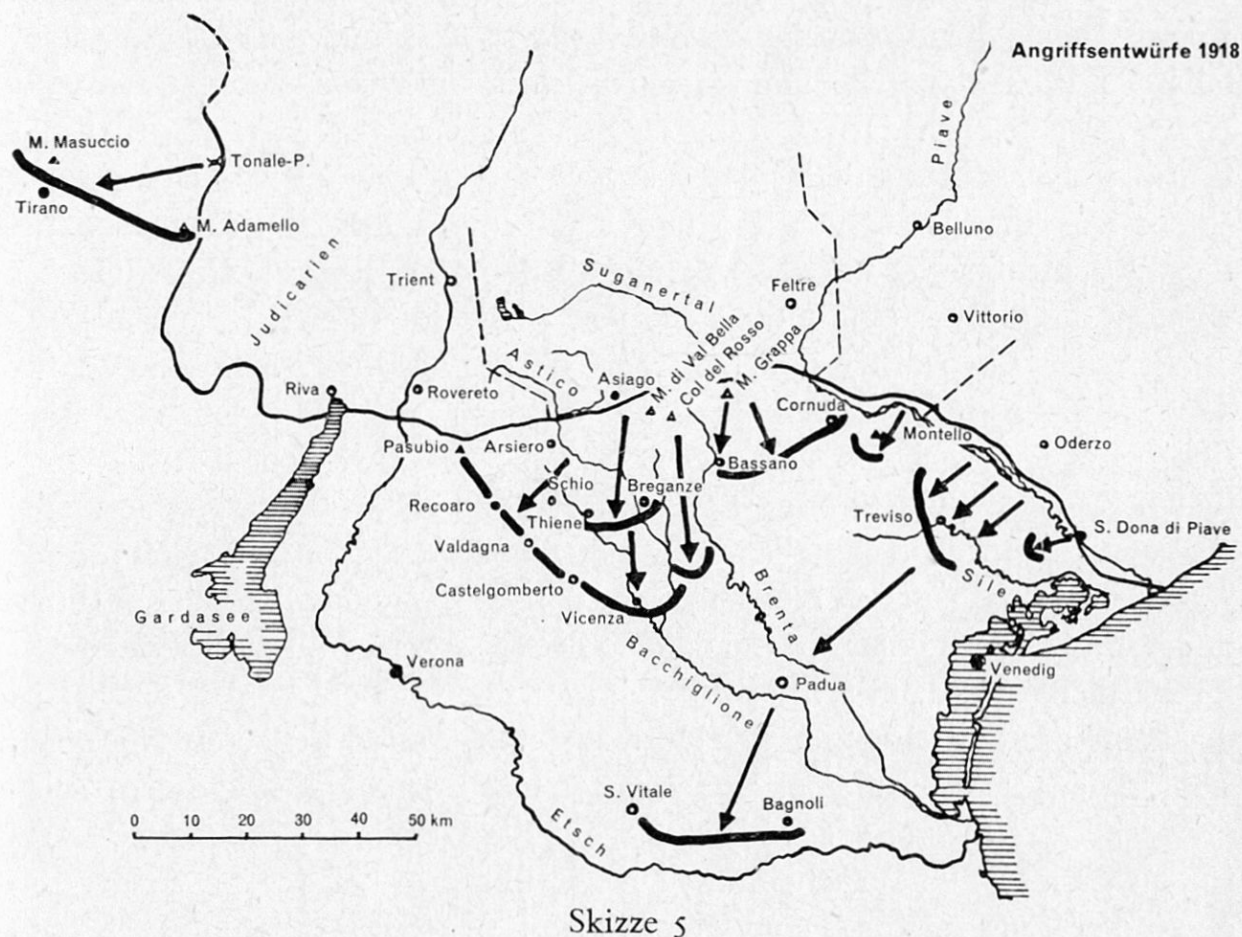 Angriffsentwürfe 1918
Piave
M. Masuccio
Tonale-P.
Tirano
M. Adamello
Belluno
Judicarien
Trient
Suganertal
Feltre
Vittorio
M. di Val Bella
Col del Rosso
M. Grappa
Astico
Asiago
Riva
Rovereto
Cornuda
Montello
Oderzo
Pasubio
Arsiero
Bassano
Schio
Breganze
Recoaro
Thiene
Treviso
S. Dona di Piave
Valdagna
Castelgomberto
Brenta
Sille
Vicenza
Gardasee
Bacchiglione
Verona
Padua
Venedig
S. Vitale
Bagnoli
Etsch
0 10 20 30 40 50 km
Skizze 5